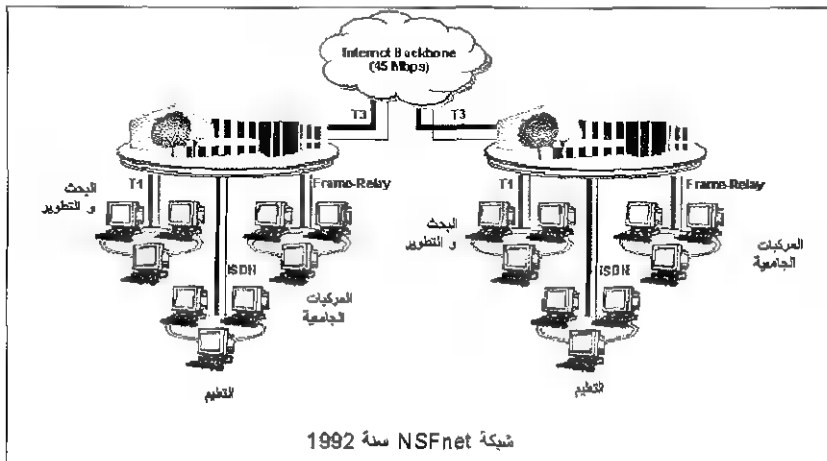 Internet Backbone
(45 Mbps)
T3
T3
T1
Frame-Relay
البحث
و التطوير
ISDN
المركبات
الجامعية
التعليم
T1
Frame-Relay
البحث
و التطوير
ISDN
المركبات
الجامعية
التعليم
شبكة NSFnet سنة 1992